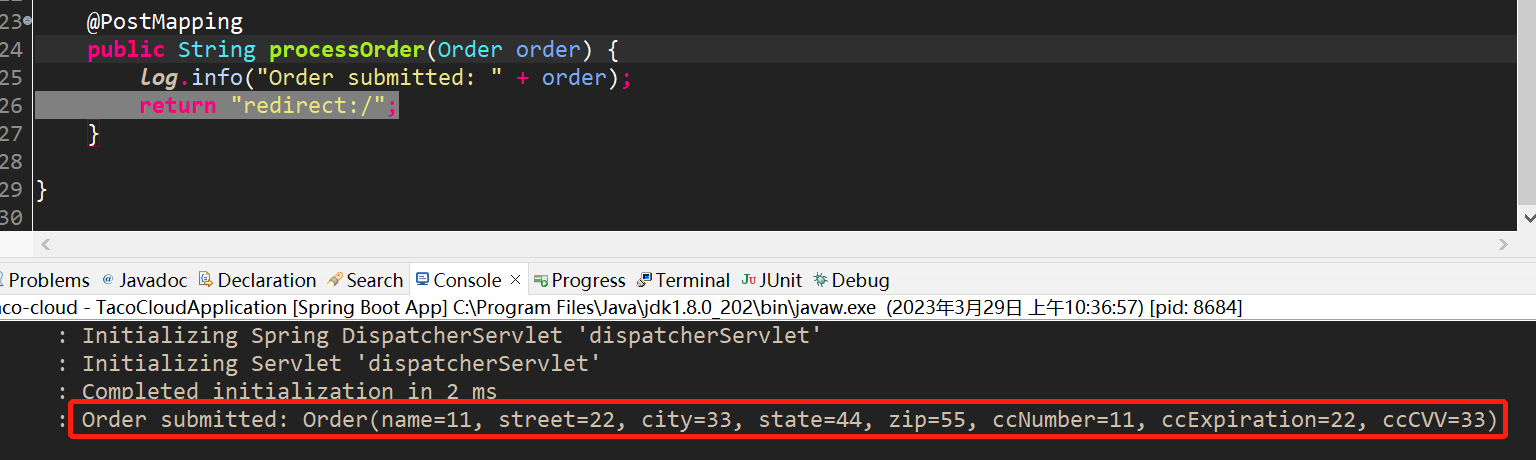 23 @PostMapping
24 public String processOrder(Order order) {
25 log.info("Order submitted: " + order);
26 return "redirect:/";
27 }
28
29 }
30
Problems @ Javadoc Declaration Search Console Progress Terminal JUnit Debug
aco-cloud - TacoCloudApplication [Spring Boot App] C:\Program Files\Java\jdk1.8.0_202\bin\javaw.exe (2023年3月29日 上午10:36:57) [pid: 8684]
: Initializing Spring DispatcherServlet 'dispatcherServlet'
: Initializing Servlet 'dispatcherServlet'
: Completed initialization in 2 ms
: Order submitted: Order(name=11, street=22, city=33, state=44, zip=55, ccNumber=11, ccExpiration=22, ccCVV=33)